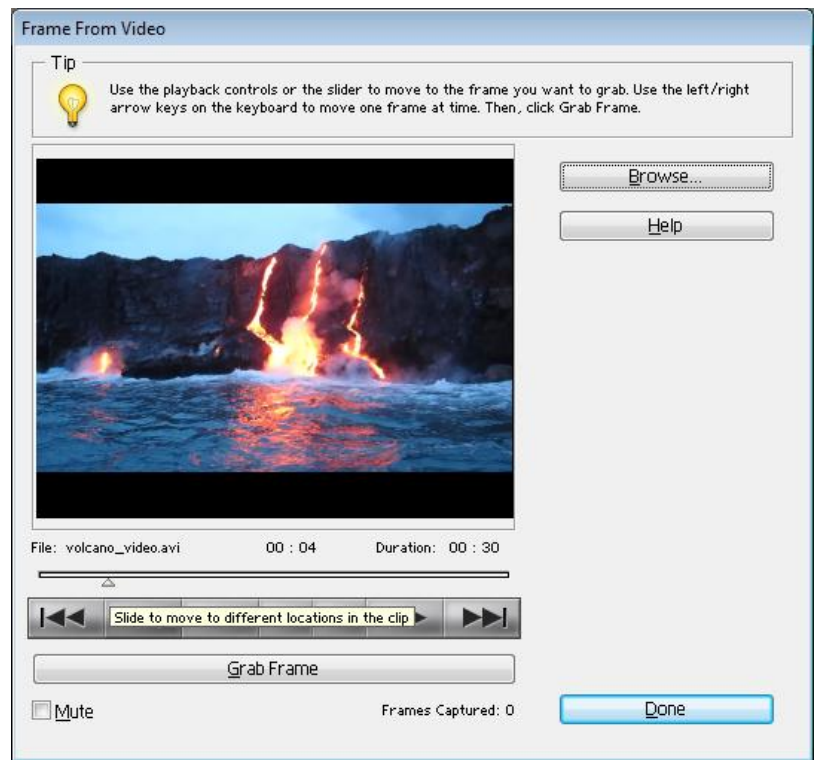 Frame From Video
Tip
Use the playback controls or the slider to move to the frame you want to grab. Use the left/right
arrow keys on the keyboard to move one frame at time. Then, click Grab Frame.
Browse...
Help
File: volcano_video.avi 00 : 04 Duration: 00 : 30
Slide to move to different locations in the clip
Grab Frame
Mute Frames Captured: 0 Done